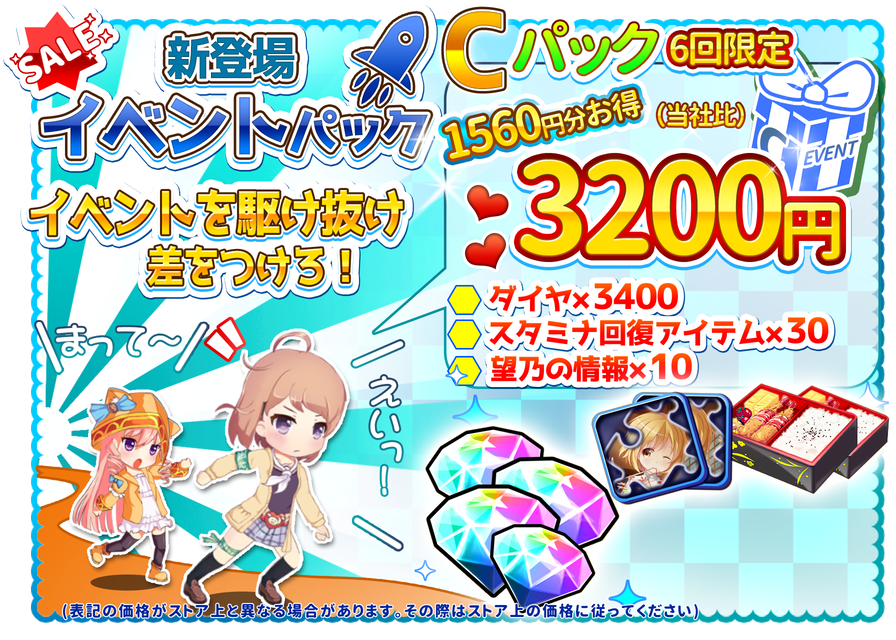 SALE
新登場
イベントパック
イベントを駆け抜け
差をつけろ!
Cパック 6回限定
1560円分お得(当社比)
EVENT
3200円
ダイヤ×3400
スタミナ回復アイテム×30
望乃の情報×10
まって〜
えいっ!
(表記の価格がストア上と異なる場合があります。その際はストア上の価格に従ってください)